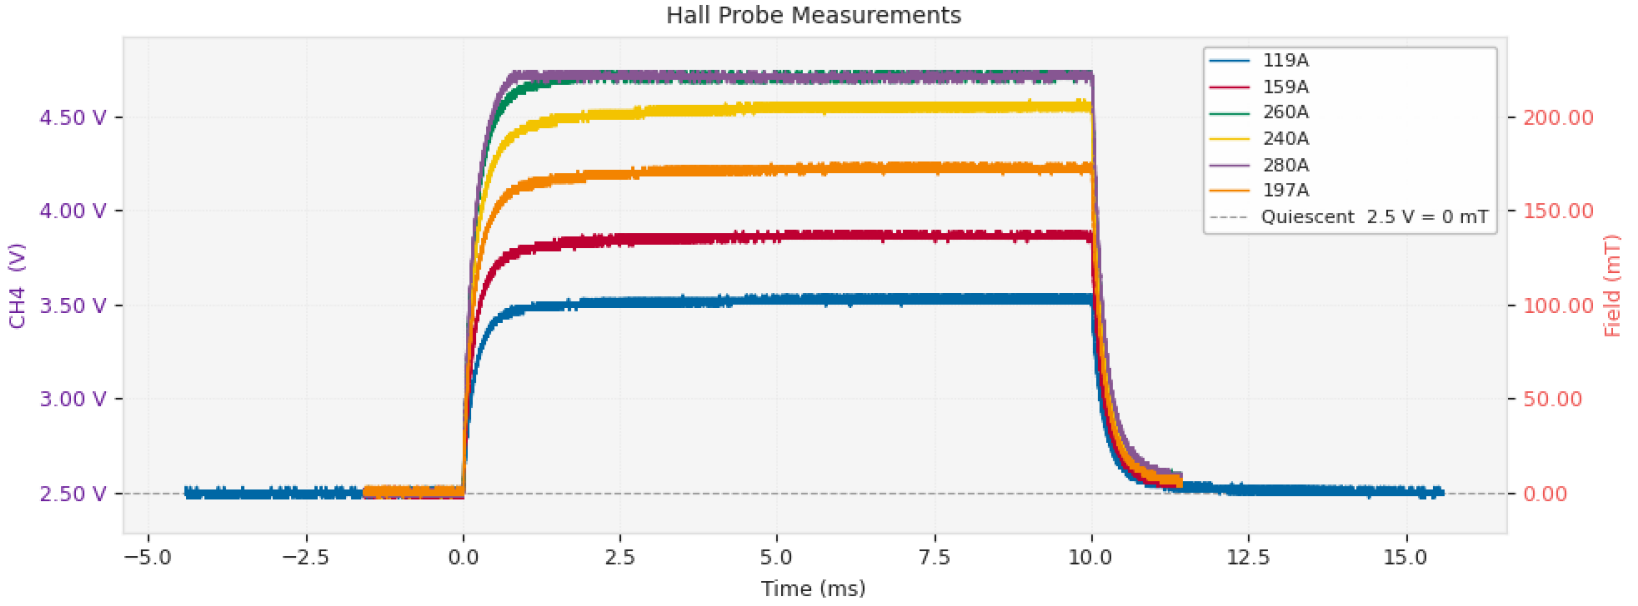 Hall Probe Measurements
CH4 (V)
4.50 V
4.00 V
3.50 V
3.00 V
2.50 V
119A
159A
260A
240A
280A
197A
Quiescent 2.5 V = 0 mT
200.00
150.00
100.00
50.00
0.00
Field (mT)
−5.0 −2.5 0.0 2.5 5.0 7.5 10.0 12.5 15.0
Time (ms)